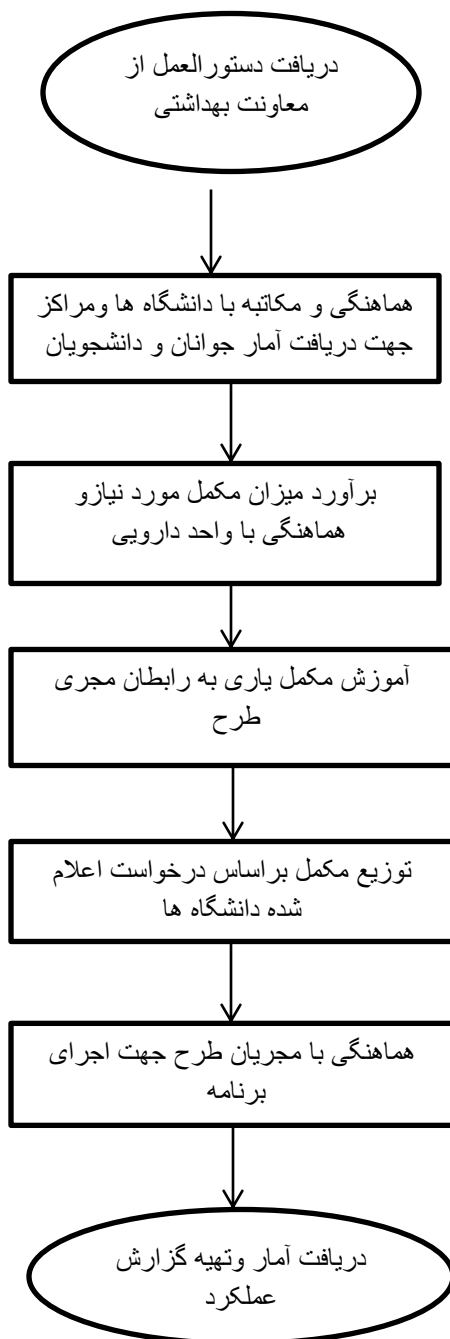 دریافت دستورالعمل از
معاونت بهداشتی
هماهنگی و مکاتبه با دانشگاه ها ومراکز
جهت دریافت آمار جوانان و دانشجویان
برآورد میزان مکمل مورد نیازو
هماهنگی با واحد دارویی
آموزش مکمل یاری به رابطان مجری
طرح
توزیع مکمل براساس درخواست اعلام
شده دانشگاه ها
هماهنگی با مجریان طرح جهت اجرای
برنامه
دریافت آمار وتهیه گزارش
عملکرد